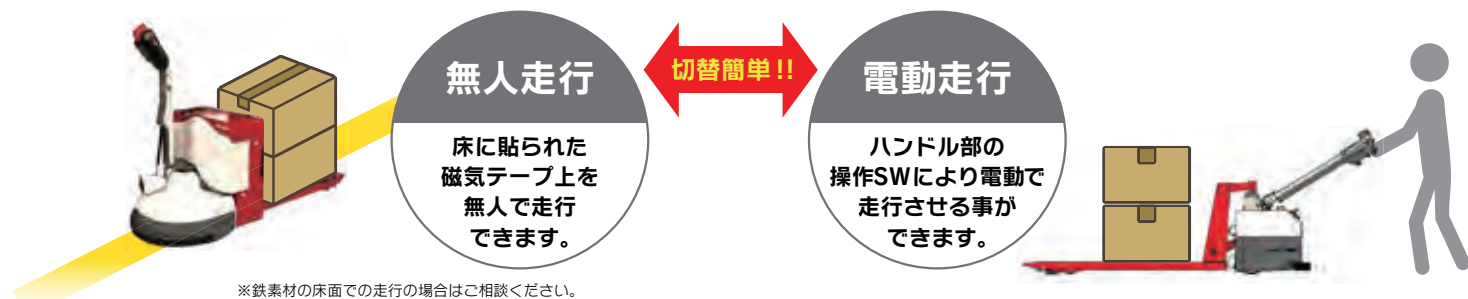 無人走行
床に貼られた
磁気テープ上を
無人で走行
できます。
切替簡単!!
電動走行
ハンドル部の
操作SWにより電動で
走行させる事が
できます。
※鉄素材の床面での走行の場合はご相談ください。